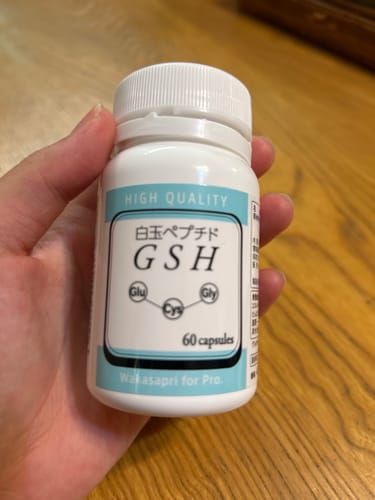 HIGH QUALITY
白玉ペプチド
GSH
Glu Cys Gly
60 capsules
Wakasapri for Pro.